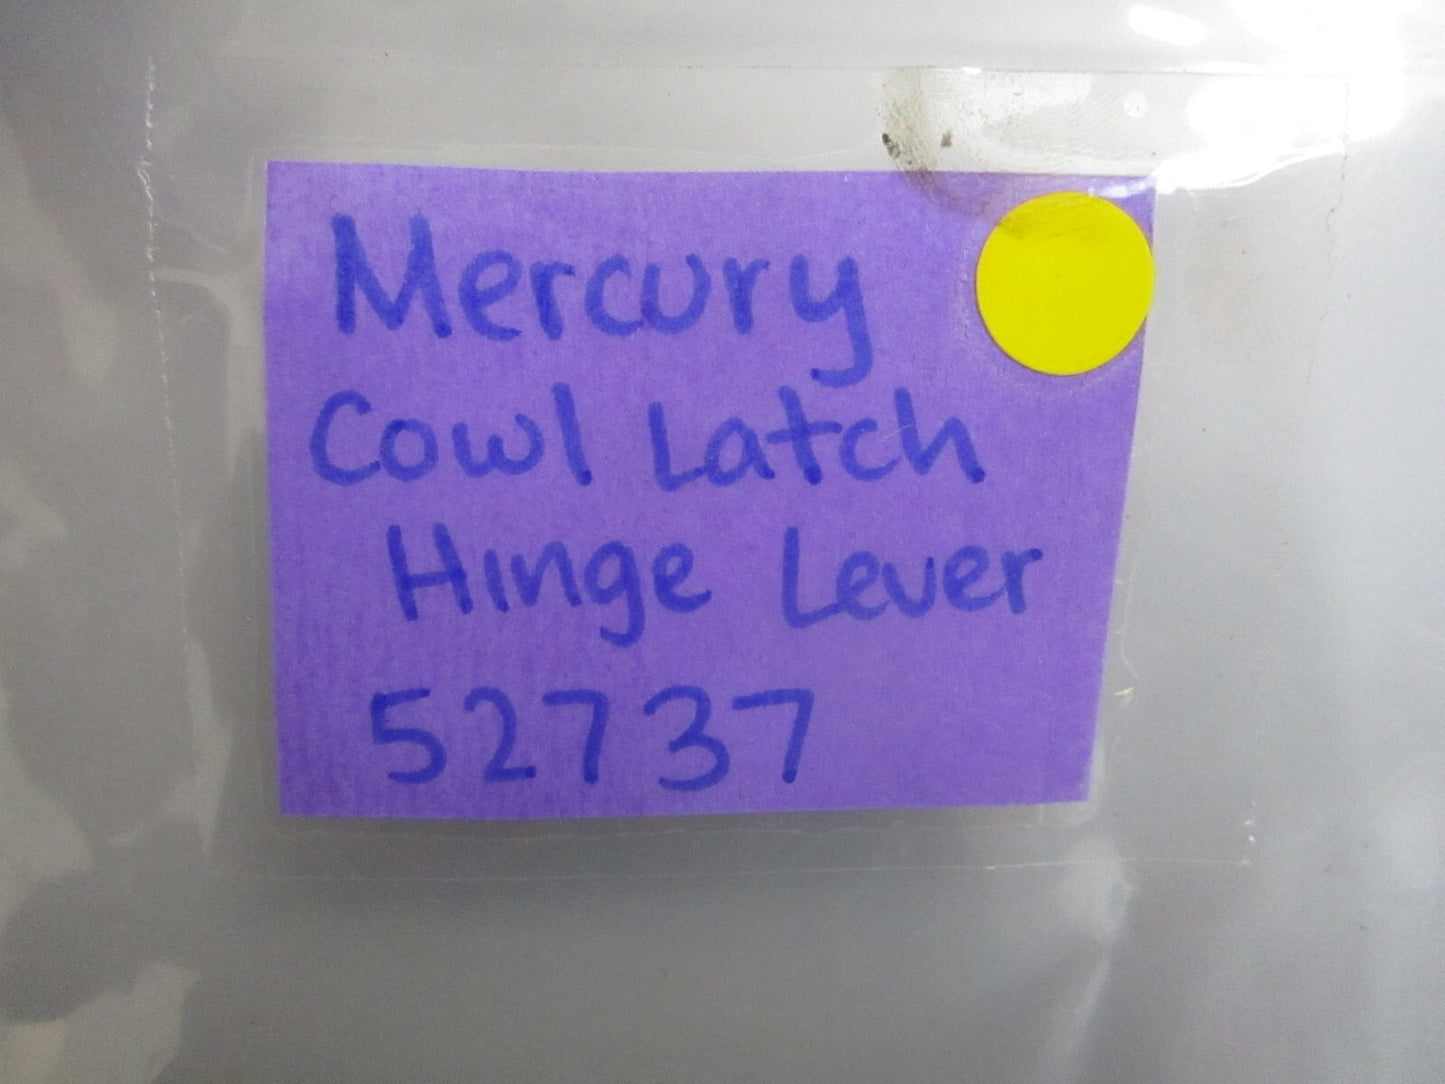 Mercury
Cowl Latch
Hinge Lever
52737